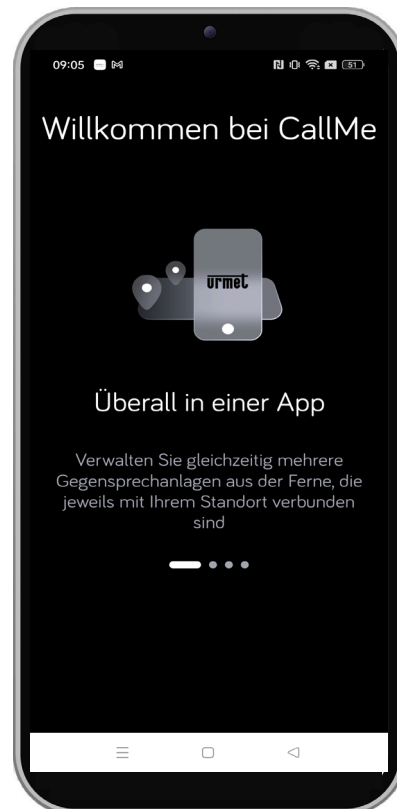 09:05
51
Willkommen bei CallMe
urmet
Überall in einer App
Verwalten Sie gleichzeitig mehrere
Gegensprechanlagen aus der Ferne, die
jeweils mit Ihrem Standort verbunden
sind